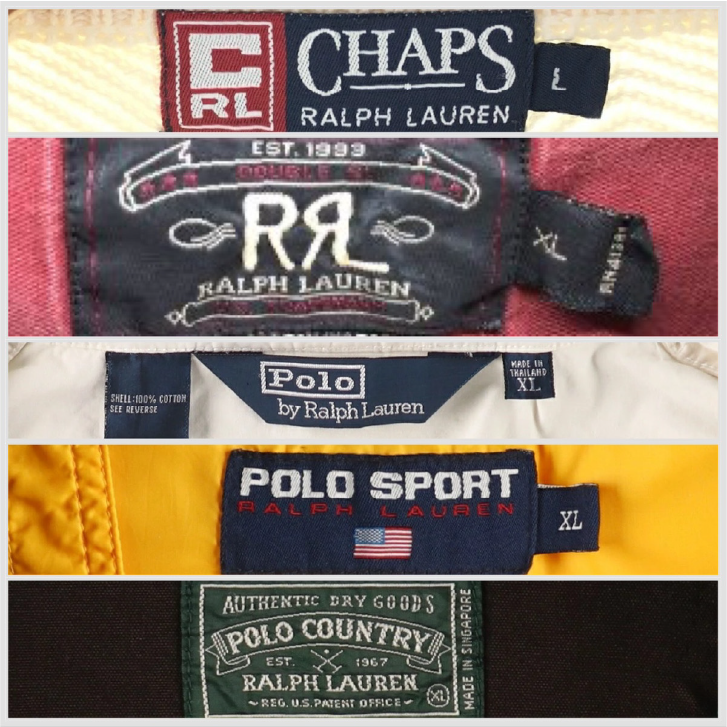 C
RL
CHAPS
RALPH LAUREN
L
EST. 1993
DOUBLE RL
RRL
RALPH LAUREN
XL
Polo
by Ralph Lauren
SHELL:100% COTTON
SEE REVERSE
MADE IN
THAILAND
XL
POLO SPORT
RALPH LAUREN
XL
AUTHENTIC DRY GOODS
POLO COUNTRY
EST. 1967
RALPH LAUREN
~REG. U.S. PATENT OFFICE~
XL
MADE IN SINGAPORE